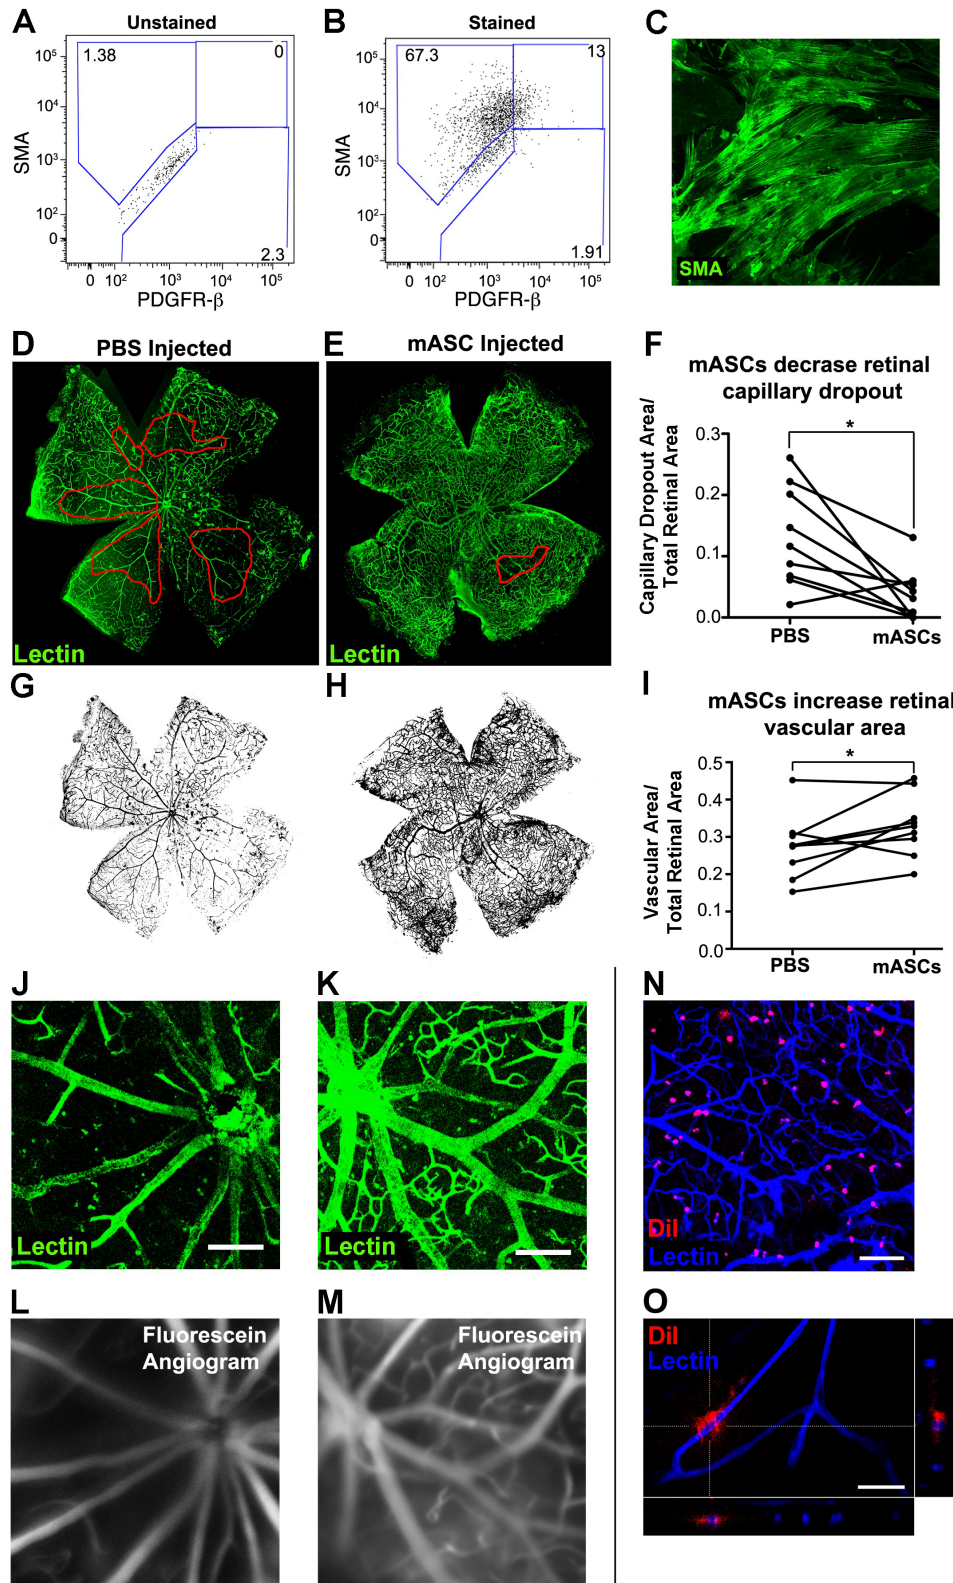 A Unstained
1.38
0
2.3
10⁵
10⁴
10³
10²
0
SMA
0 10² 10³ 10⁴ 10⁵
PDGFR-β
B Stained
67.3
13
1.91
10⁵
10⁴
10³
10²
0
SMA
0 10² 10³ 10⁴ 10⁵
PDGFR-β
C
SMA
D PBS Injected
Lectin
E mASC Injected
Lectin
F
mASCs decrase retinal
capillary dropout
*
Capillary Dropout Area/
Total Retinal Area
0.3
0.2
0.1
0.0
PBS mASCs
G
H
I
mASCs increase retinal
vascular area
*
Vascular Area/
Total Retinal Area
0.5
0.4
0.3
0.2
0.1
0.0
PBS mASCs
J
Lectin
K
Lectin
N
Dil
Lectin
L
Fluorescein
Angiogram
M
Fluorescein
Angiogram
O
Dil
Lectin